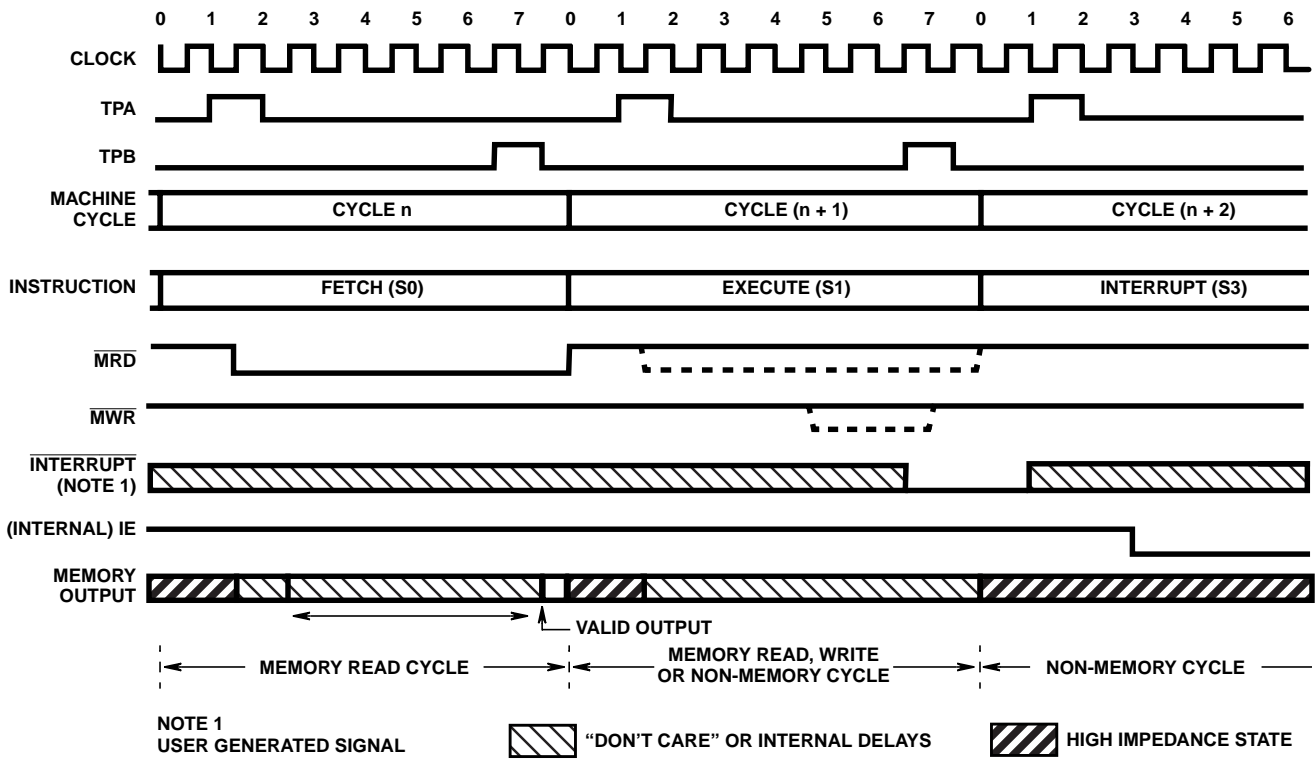 0 1 2 3 4 5 6 7 0 1 2 3 4 5 6 7 0 1 2 3 4 5 6
CLOCK
TPA
TPB
MACHINE
CYCLE
CYCLE n CYCLE (n + 1) CYCLE (n + 2)
INSTRUCTION FETCH (S0) EXECUTE (S1) INTERRUPT (S3)
MRD
MWR
INTERRUPT
(NOTE 1)
(INTERNAL) IE
MEMORY
OUTPUT
VALID OUTPUT
MEMORY READ CYCLE
MEMORY READ, WRITE
OR NON-MEMORY CYCLE
NON-MEMORY CYCLE
NOTE 1
USER GENERATED SIGNAL
“DON'T CARE” OR INTERNAL DELAYS
HIGH IMPEDANCE STATE